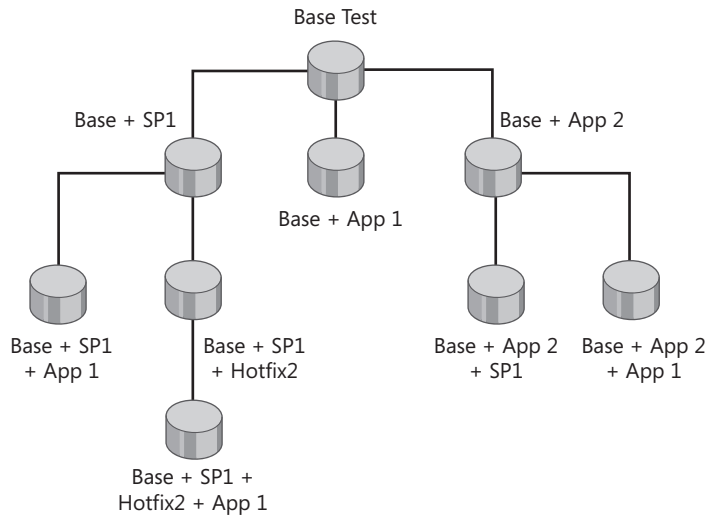 Base Test
Base + SP1
Base + App 2
Base + App 1
Base + SP1
+ App 1
Base + SP1
+ Hotfix2
Base + App 2
+ SP1
Base + App 2
+ App 1
Base + SP1 +
Hotfix2 + App 1